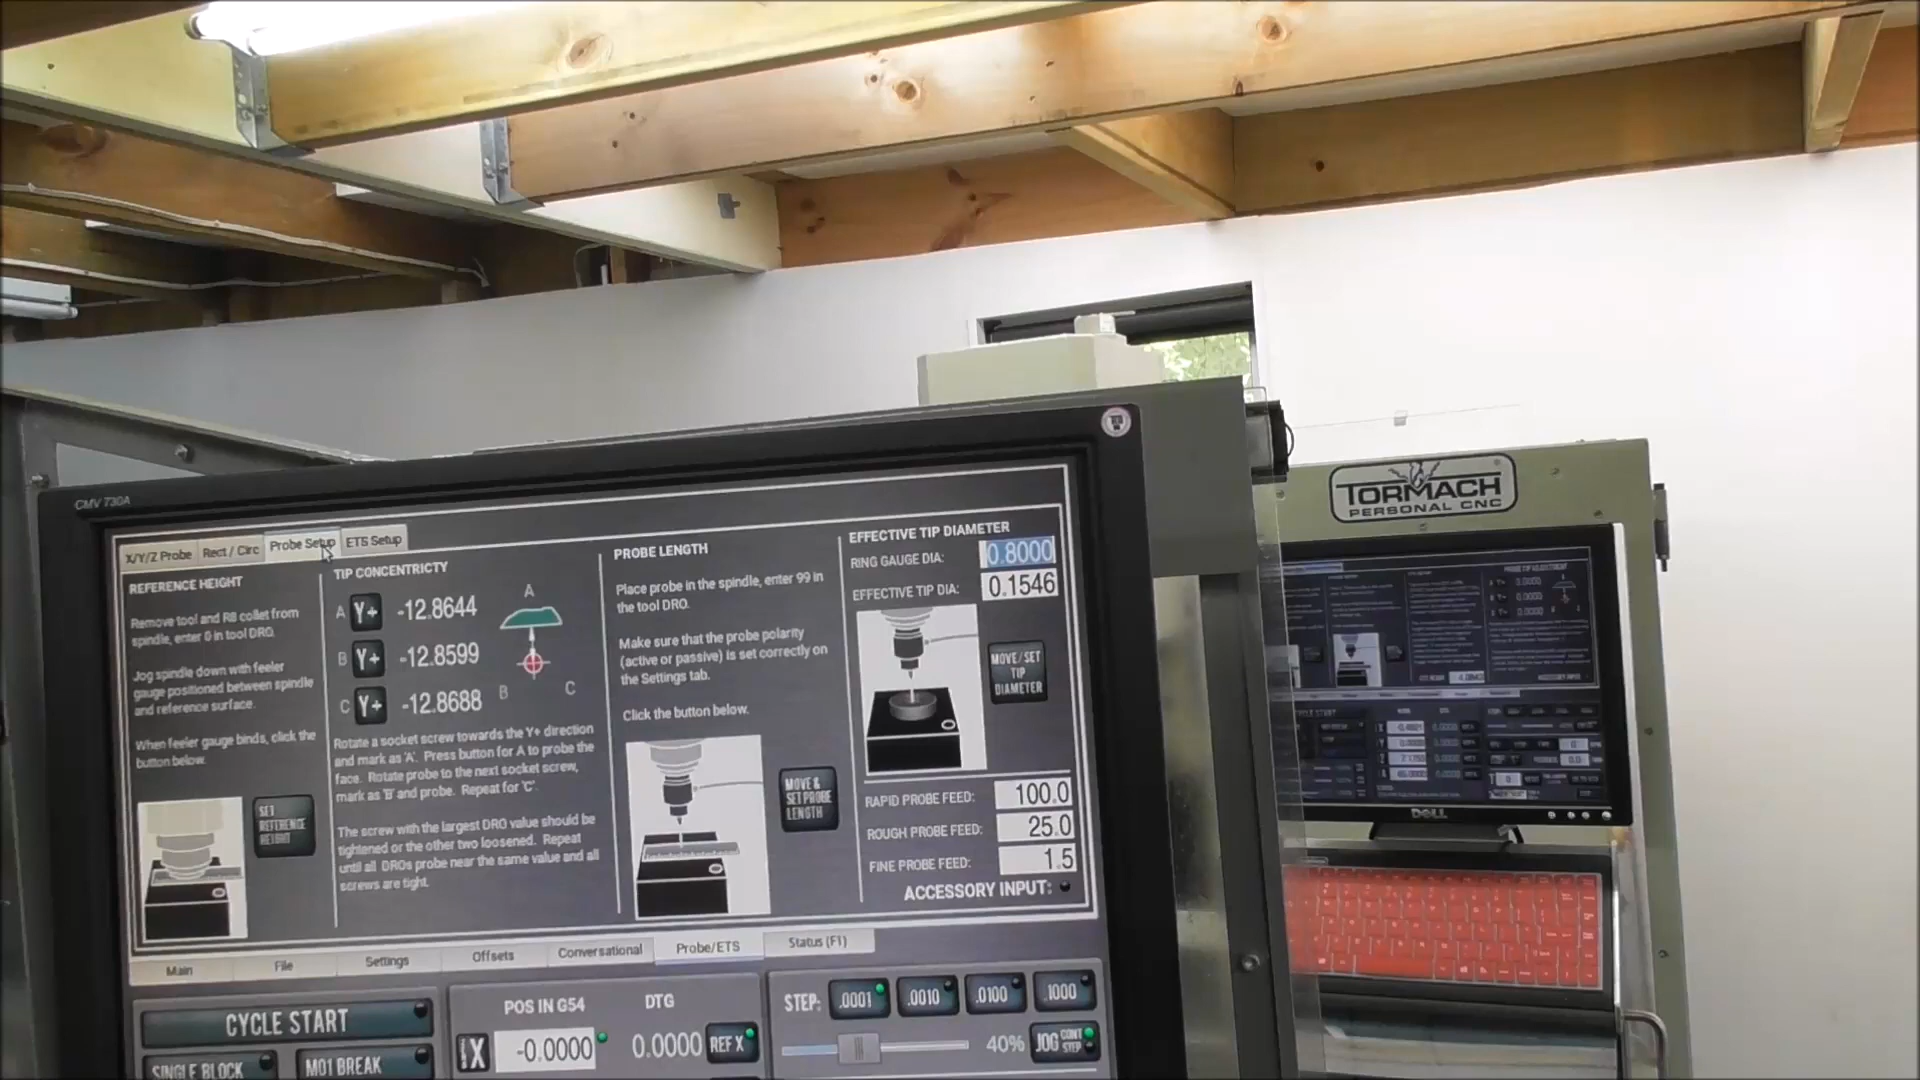 CMV 730A
X/Y/Z Probe
Rect / Circ
Probe Setup
ETS Setup
REFERENCE HEIGHT
Remove tool and R8 collet from
spindle, enter 0 in tool DRO.
Jog spindle down with feeler
gauge positioned between spindle
and reference surface.
When feeler gauge binds, click the
button below.
SET
REFERENCE
HEIGHT
TIP CONCENTRICITY
A Y+ -12.8644
B Y+ -12.8599
C Y+ -12.8688
A
B
C
Rotate a socket screw towards the Y+ direction
and mark as 'A'. Press button for A to probe the
face. Rotate probe to the next socket screw,
mark as 'B' and probe. Repeat for 'C'.
The screw with the largest DRO value should be
tightened or the other two loosened. Repeat
until all DROs probe near the same value and all
screws are tight.
PROBE LENGTH
Place probe in the spindle, enter 99 in
the tool DRO.
Make sure that the probe polarity
(active or passive) is set correctly on
the Settings tab.
Click the button below.
MOVE &
SET PROBE
LENGTH
EFFECTIVE TIP DIAMETER
RING GAUGE DIA: 0.8000
EFFECTIVE TIP DIA: 0.1546
MOVE/SET
TIP
DIAMETER
RAPID PROBE FEED: 100.0
ROUGH PROBE FEED: 25.0
FINE PROBE FEED: 1.5
ACCESSORY INPUT:
Main
File
Settings
Offsets
Conversational
Probe/ETS
Status (F1)
CYCLE START
SINGLE BLOCK
M01 BREAK
POS IN G54
DTG
X -0.0000 0.0000 REF X
STEP: .0001 .0010 .0100 .1000
40% JOG CONT
STEP
TORMACH
PERSONAL CNC
DELL